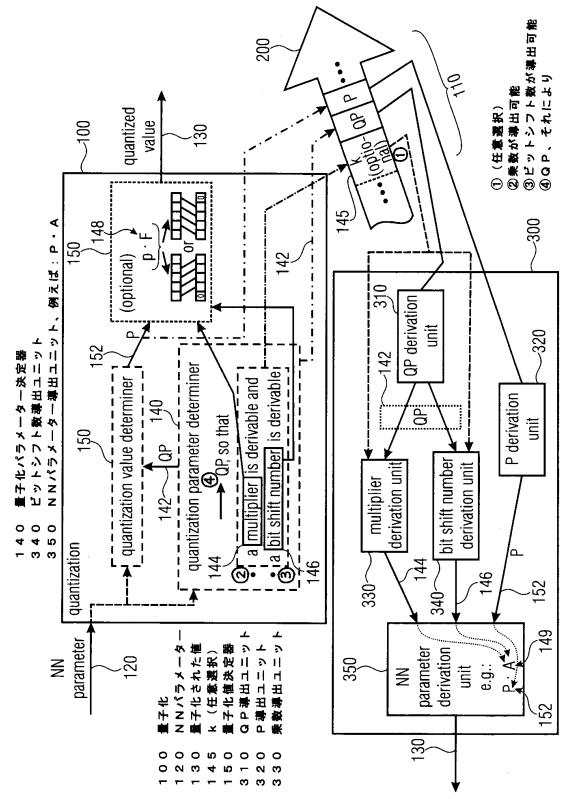 140 量子化パラメーター決定器
340 ビットシフト数導出ユニット
350 NNパラメーター導出ユニット、例えば：P・A
NN
parameter
120
quantization
100
150
quantization value determiner
152
P
150
(optional)
148
p · F
or
quantized
value
130
QP
142
140
quantization parameter determiner
④
QP, so that
144
②
a multiplier is derivable and
③
a bit shift number is derivable
146
142
100 量子化
120 NNパラメーター
130 量子化された値
145 k（任意選択）
150 量子化値決定器
310 QP導出ユニット
320 P導出ユニット
330 乗数導出ユニット
200
P
QP
k
(optio
nal)
①
145
110
300
310
QP derivation
unit
142
QP
320
P derivation
unit
multiplier
derivation unit
330
bit shift number
derivation unit
340
144
146
P
152
350
NN
parameter
derivation
unit
e.g.:
P · A
149
152
130
①（任意選択）
②乗数が導出可能
③ビットシフト数が導出可能
④QP、それにより